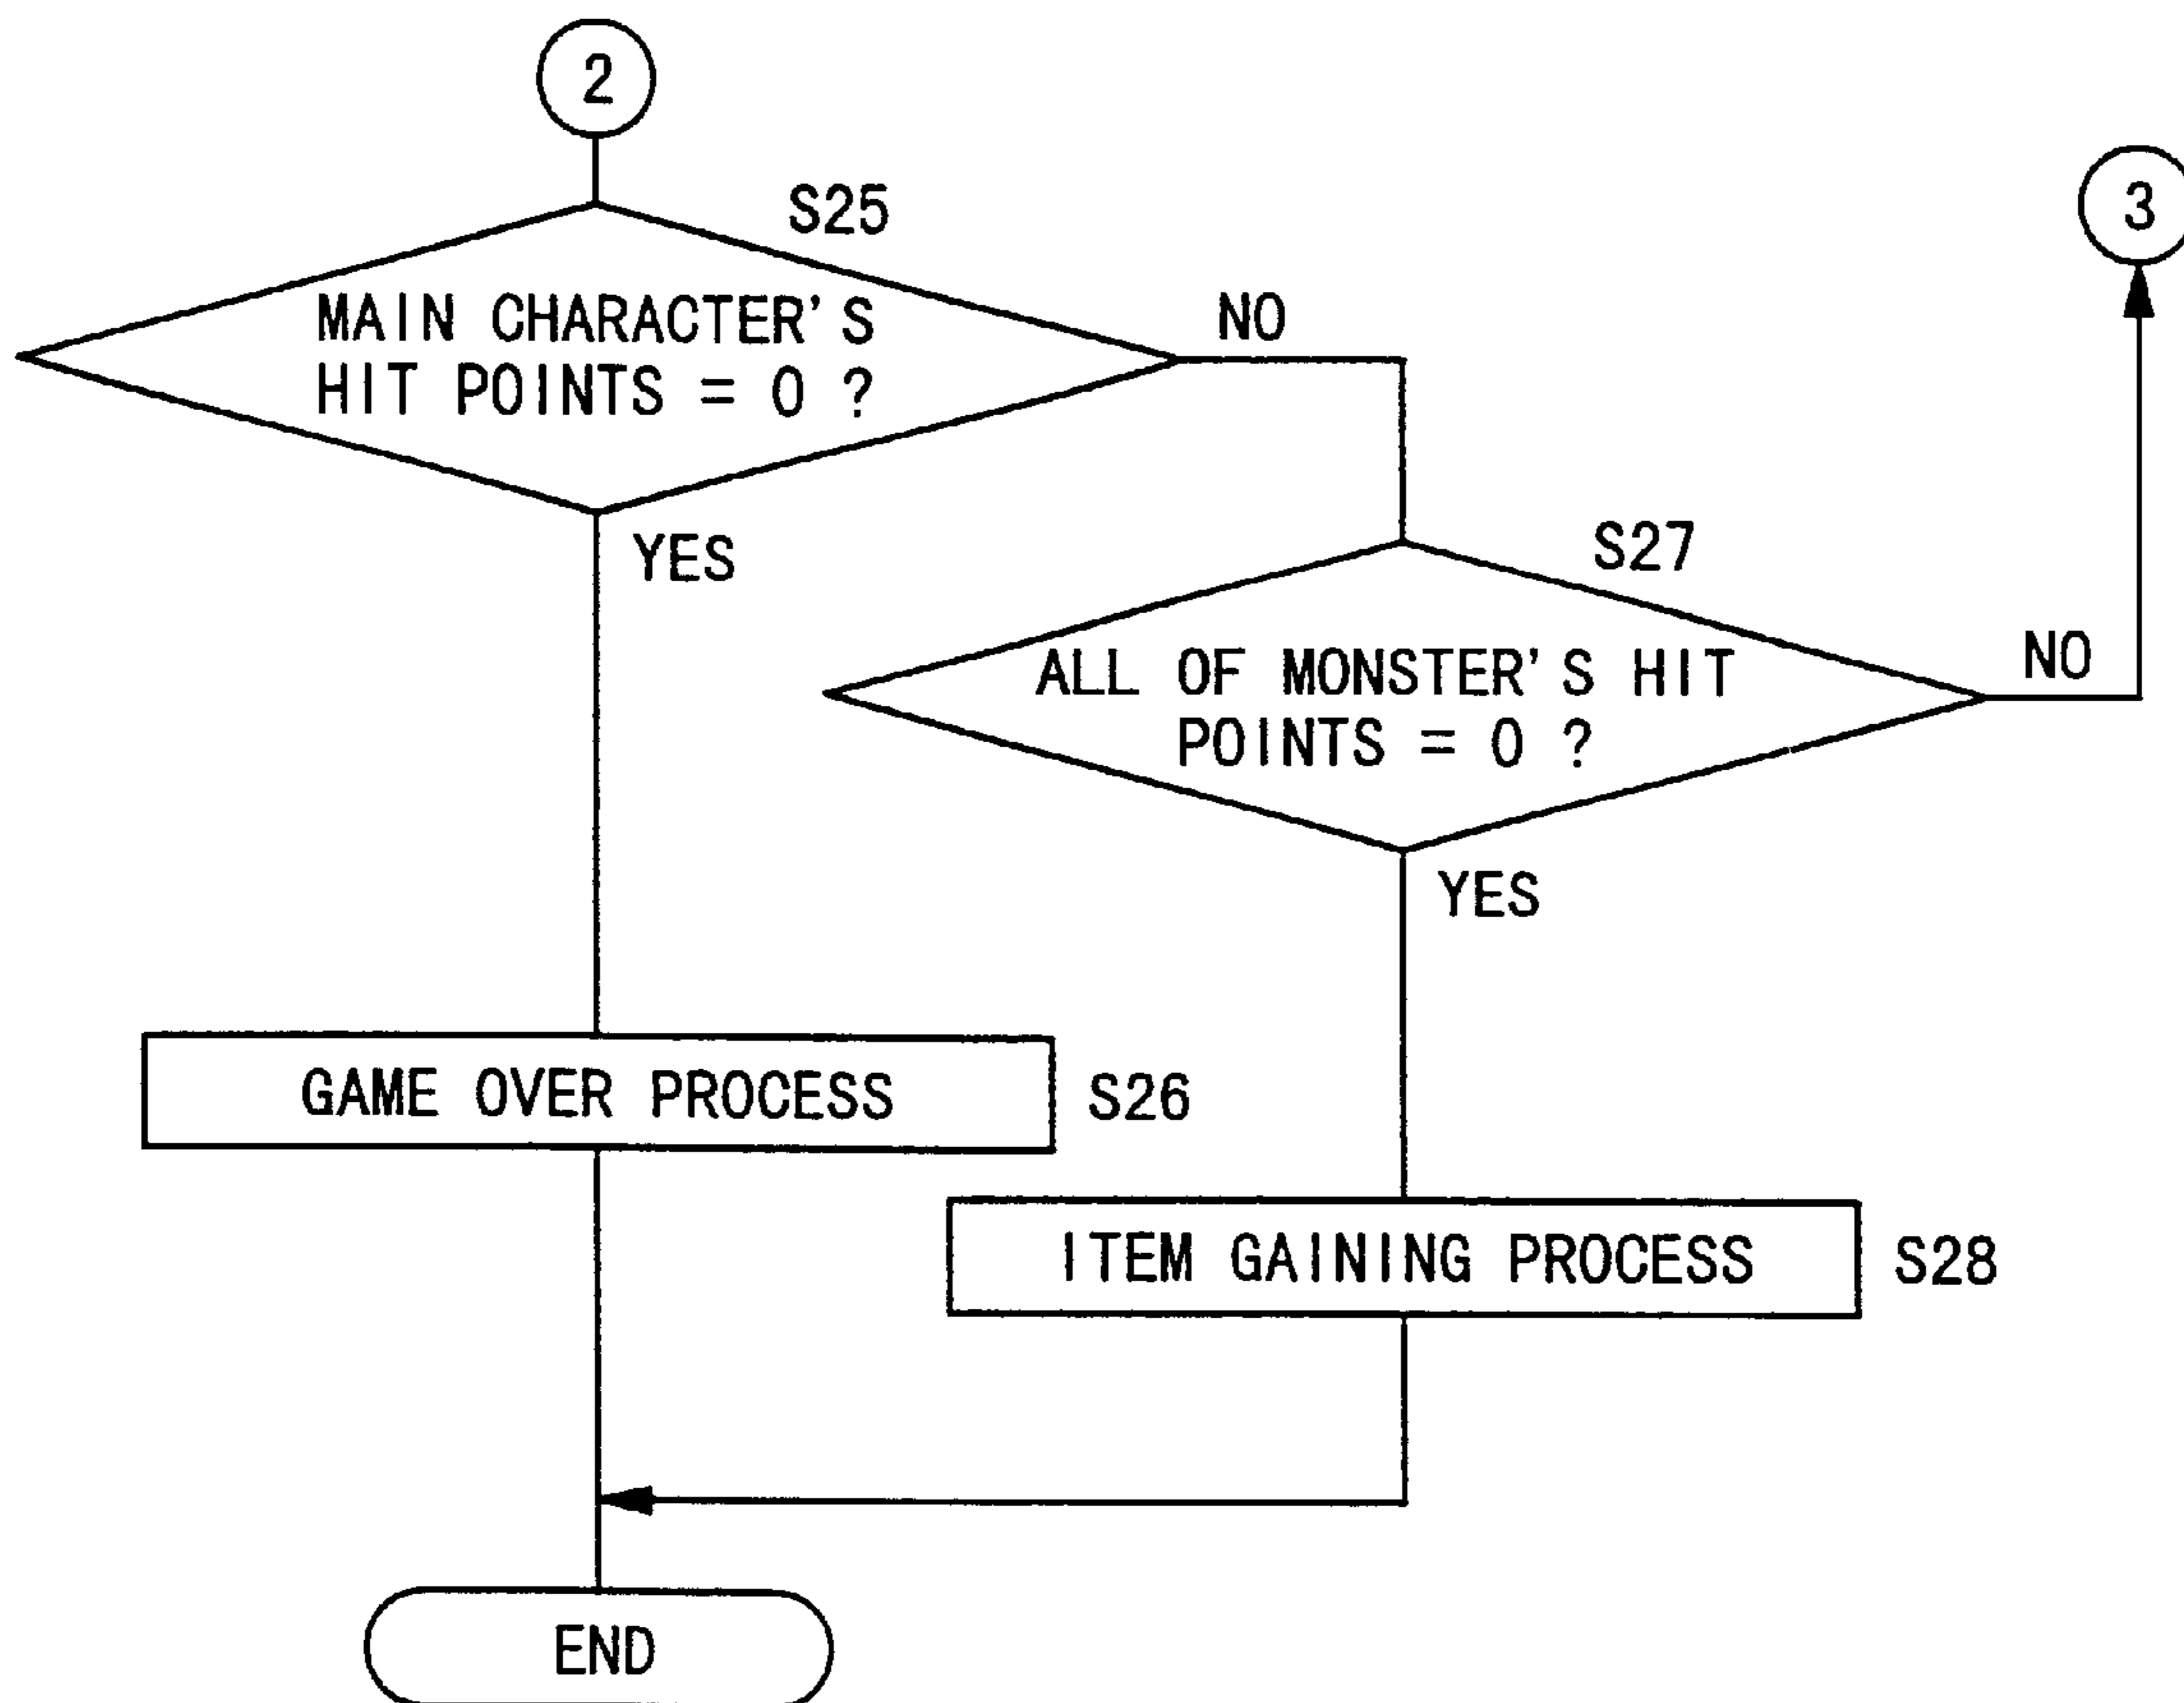 2
S25
3
MAIN CHARACTER'S
HIT POINTS = 0 ?
NO
YES
S27
ALL OF MONSTER'S HIT
POINTS = 0 ?
NO
YES
GAME OVER PROCESS
S26
ITEM GAINING PROCESS
S28
END